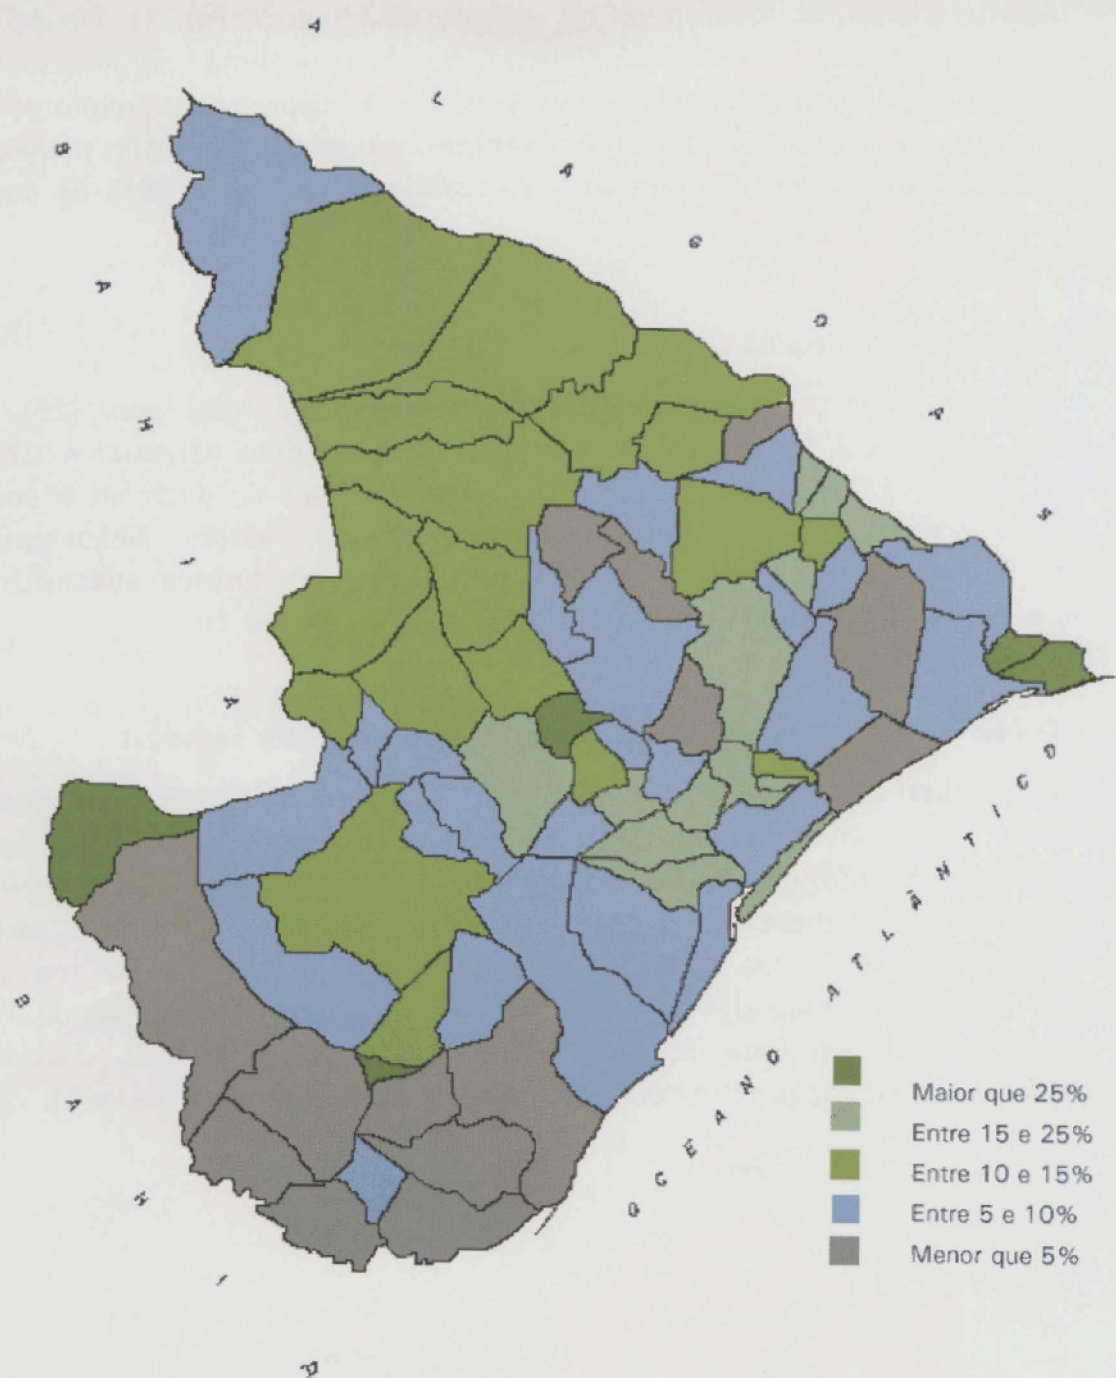 ALAGOAS
BAHIA
BAHIA
OCEANO ATLÂNTICO
Maior que 25%
Entre 15 e 25%
Entre 10 e 15%
Entre 5 e 10%
Menor que 5%